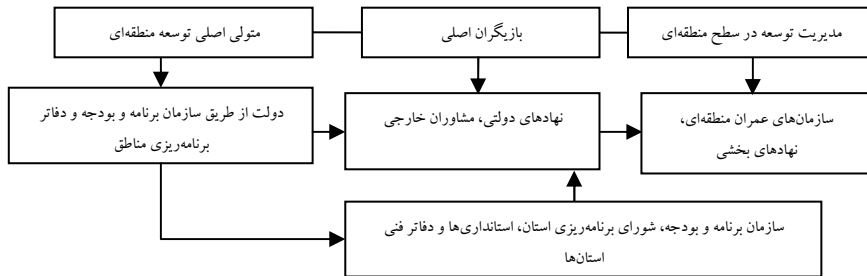 مدیریت توسعه در سطح منطقه‌ای
بازیگران اصلی
متولی اصلی توسعه منطقه‌ای
سازمان‌های عمران منطقه‌ای،
نهادهای بخشی
نهادهای دولتی، مشاوران خارجی
دولت از طریق سازمان برنامه و بودجه و دفاتر
برنامه‌ریزی مناطق
سازمان برنامه و بودجه، شورای برنامه‌ریزی استان، استانداری‌ها و دفاتر فنی
استان‌ها